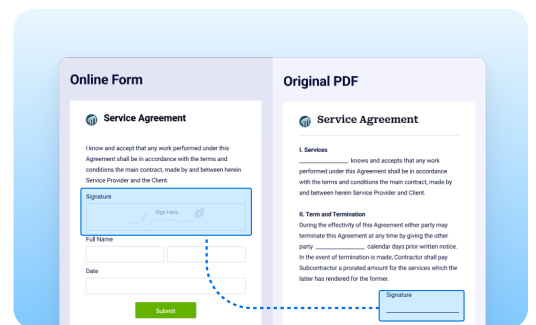 Online Form
Service Agreement
I know and accept that any work performed under this
Agreement shall be in accordance with the terms and
conditions the main contract, made by and between herein
Service Provider and the Client.
Signature
Sign Here
Full Name
Date
Submit
Original PDF
Service Agreement
I. Services
______________ knows and accepts that any work
performed under this Agreement shall be in accordance
with the terms and conditions the main contract, made by
and between herein Service Provider and Client.
II. Term and Termination
During the effectivity of this Agreement either party may
terminate this Agreement at any time by giving the other
party ______________ calendar days prior written notice.
In the event of termination is made, Contractor shall pay
Subcontractor a prorated amount for the services which the
latter has rendered for the former.
Signature